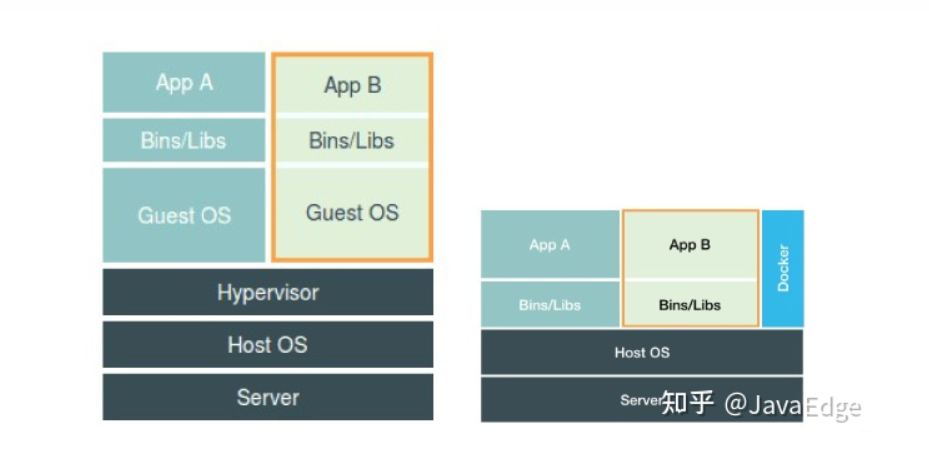 App A
App B
Bins/Libs
Bins/Libs
Guest OS
Guest OS
Hypervisor
Host OS
Server
App A
App B
Docker
Bins/Libs
Bins/Libs
Host OS
Server
知乎 @JavaEdge